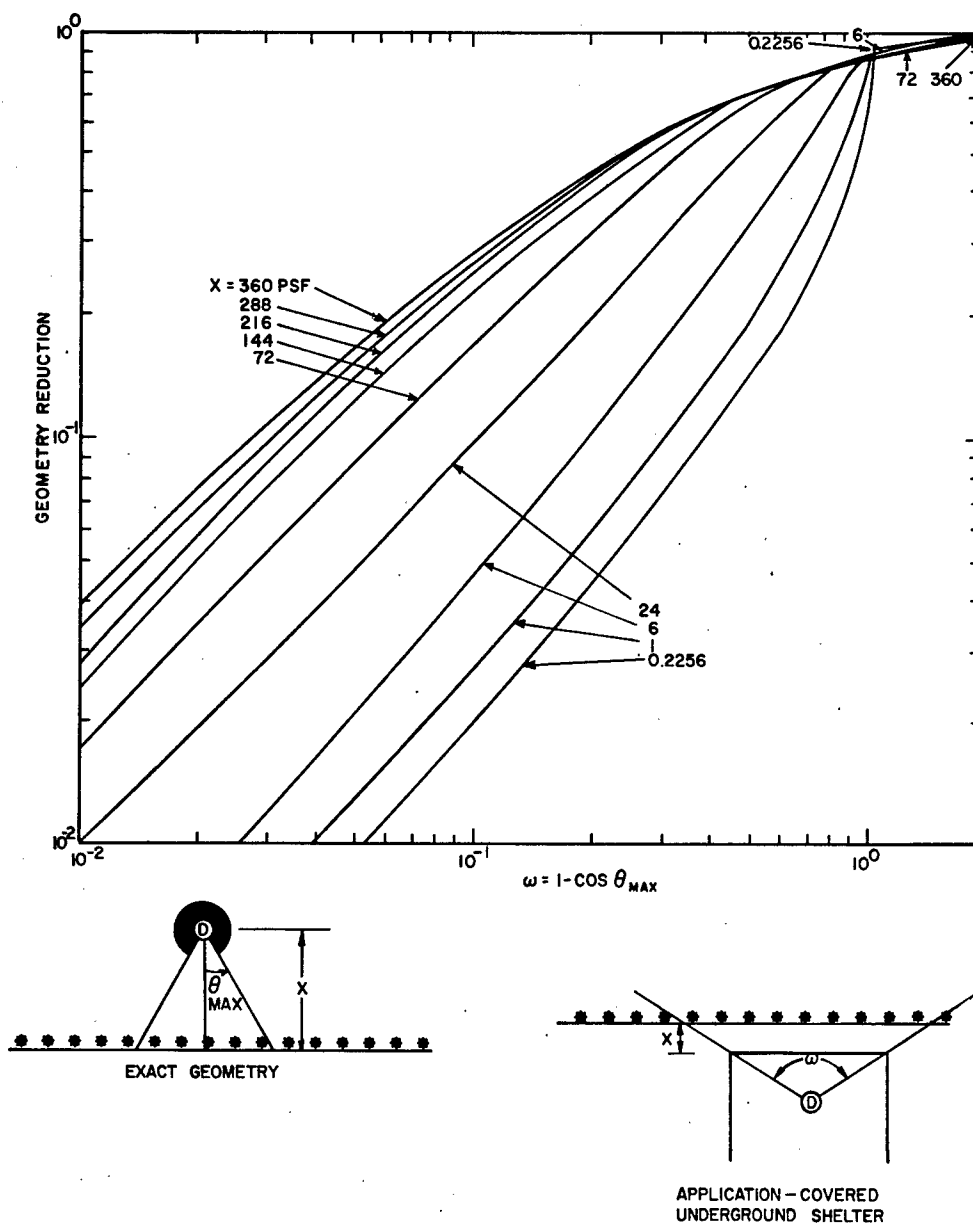 10⁰
0.2256
6
72 360
X = 360 PSF
288
216
144
72
GEOMETRY REDUCTION
10⁻¹
24
6
1
0.2256
10⁻²
10⁻² 10⁻¹ 10⁰
ω = 1-COS θMAX
D
θ
MAX
X
EXACT GEOMETRY
X
ω
D
APPLICATION – COVERED
UNDERGROUND SHELTER